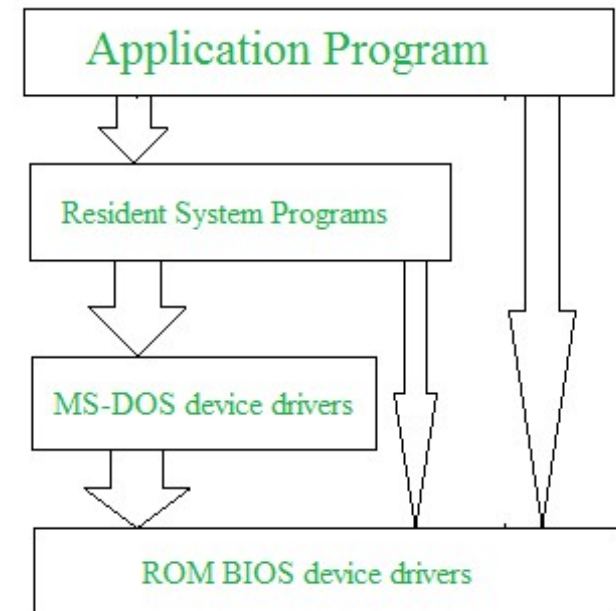 Application Program
Resident System Programs
MS-DOS device drivers
ROM BIOS device drivers